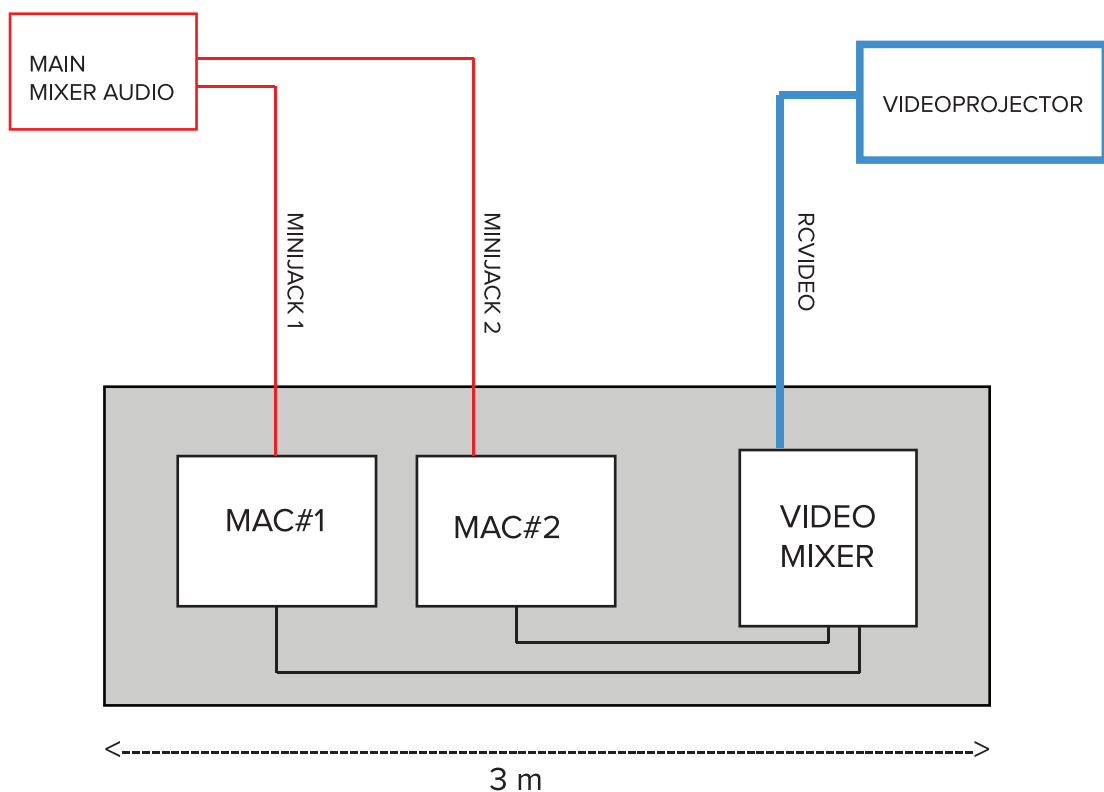 MAIN
MIXER AUDIO
VIDEOPROJECTOR
MINIJACK 1
MINIJACK 2
RCVIDEO
MAC#1
MAC#2
VIDEO
MIXER
3 m